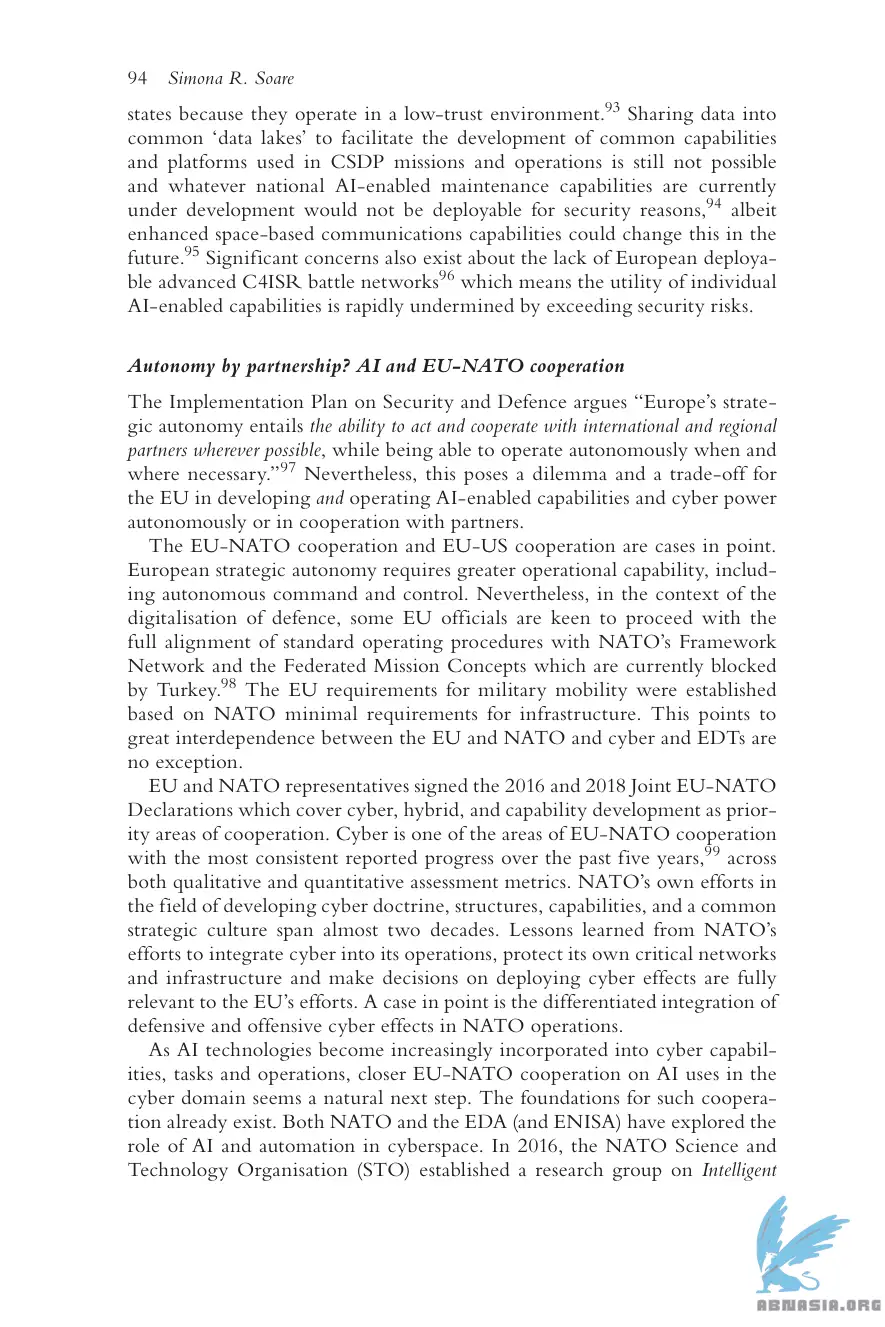 94 Simona R. Soare
states because they operate in a low-trust environment.93 Sharing data into
common ‘data lakes’ to facilitate the development of common capabilities
and platforms used in CSDP missions and operations is still not possible
and whatever national AI-enabled maintenance capabilities are currently
under development would not be deployable for security reasons,94 albeit
enhanced space-based communications capabilities could change this in the
future.95 Significant concerns also exist about the lack of European deploya-
ble advanced C4ISR battle networks96 which means the utility of individual
AI-enabled capabilities is rapidly undermined by exceeding security risks.
Autonomy by partnership? AI and EU-NATO cooperation
The Implementation Plan on Security and Defence argues “Europe’s strate-
gic autonomy entails the ability to act and cooperate with international and regional
partners wherever possible, while being able to operate autonomously when and
where necessary.”97 Nevertheless, this poses a dilemma and a trade-off for
the EU in developing and operating AI-enabled capabilities and cyber power
autonomously or in cooperation with partners.
The EU-NATO cooperation and EU-US cooperation are cases in point.
European strategic autonomy requires greater operational capability, includ-
ing autonomous command and control. Nevertheless, in the context of the
digitalisation of defence, some EU officials are keen to proceed with the
full alignment of standard operating procedures with NATO’s Framework
Network and the Federated Mission Concepts which are currently blocked
by Turkey.98 The EU requirements for military mobility were established
based on NATO minimal requirements for infrastructure. This points to
great interdependence between the EU and NATO and cyber and EDTs are
no exception.
EU and NATO representatives signed the 2016 and 2018 Joint EU-NATO
Declarations which cover cyber, hybrid, and capability development as prior-
ity areas of cooperation. Cyber is one of the areas of EU-NATO cooperation
with the most consistent reported progress over the past five years,99 across
both qualitative and quantitative assessment metrics. NATO’s own efforts in
the field of developing cyber doctrine, structures, capabilities, and a common
strategic culture span almost two decades. Lessons learned from NATO’s
efforts to integrate cyber into its operations, protect its own critical networks
and infrastructure and make decisions on deploying cyber effects are fully
relevant to the EU’s efforts. A case in point is the differentiated integration of
defensive and offensive cyber effects in NATO operations.
As AI technologies become increasingly incorporated into cyber capabil-
ities, tasks and operations, closer EU-NATO cooperation on AI uses in the
cyber domain seems a natural next step. The foundations for such coopera-
tion already exist. Both NATO and the EDA (and ENISA) have explored the
role of AI and automation in cyberspace. In 2016, the NATO Science and
Technology Organisation (STO) established a research group on Intelligent
ABNASIA.ORG